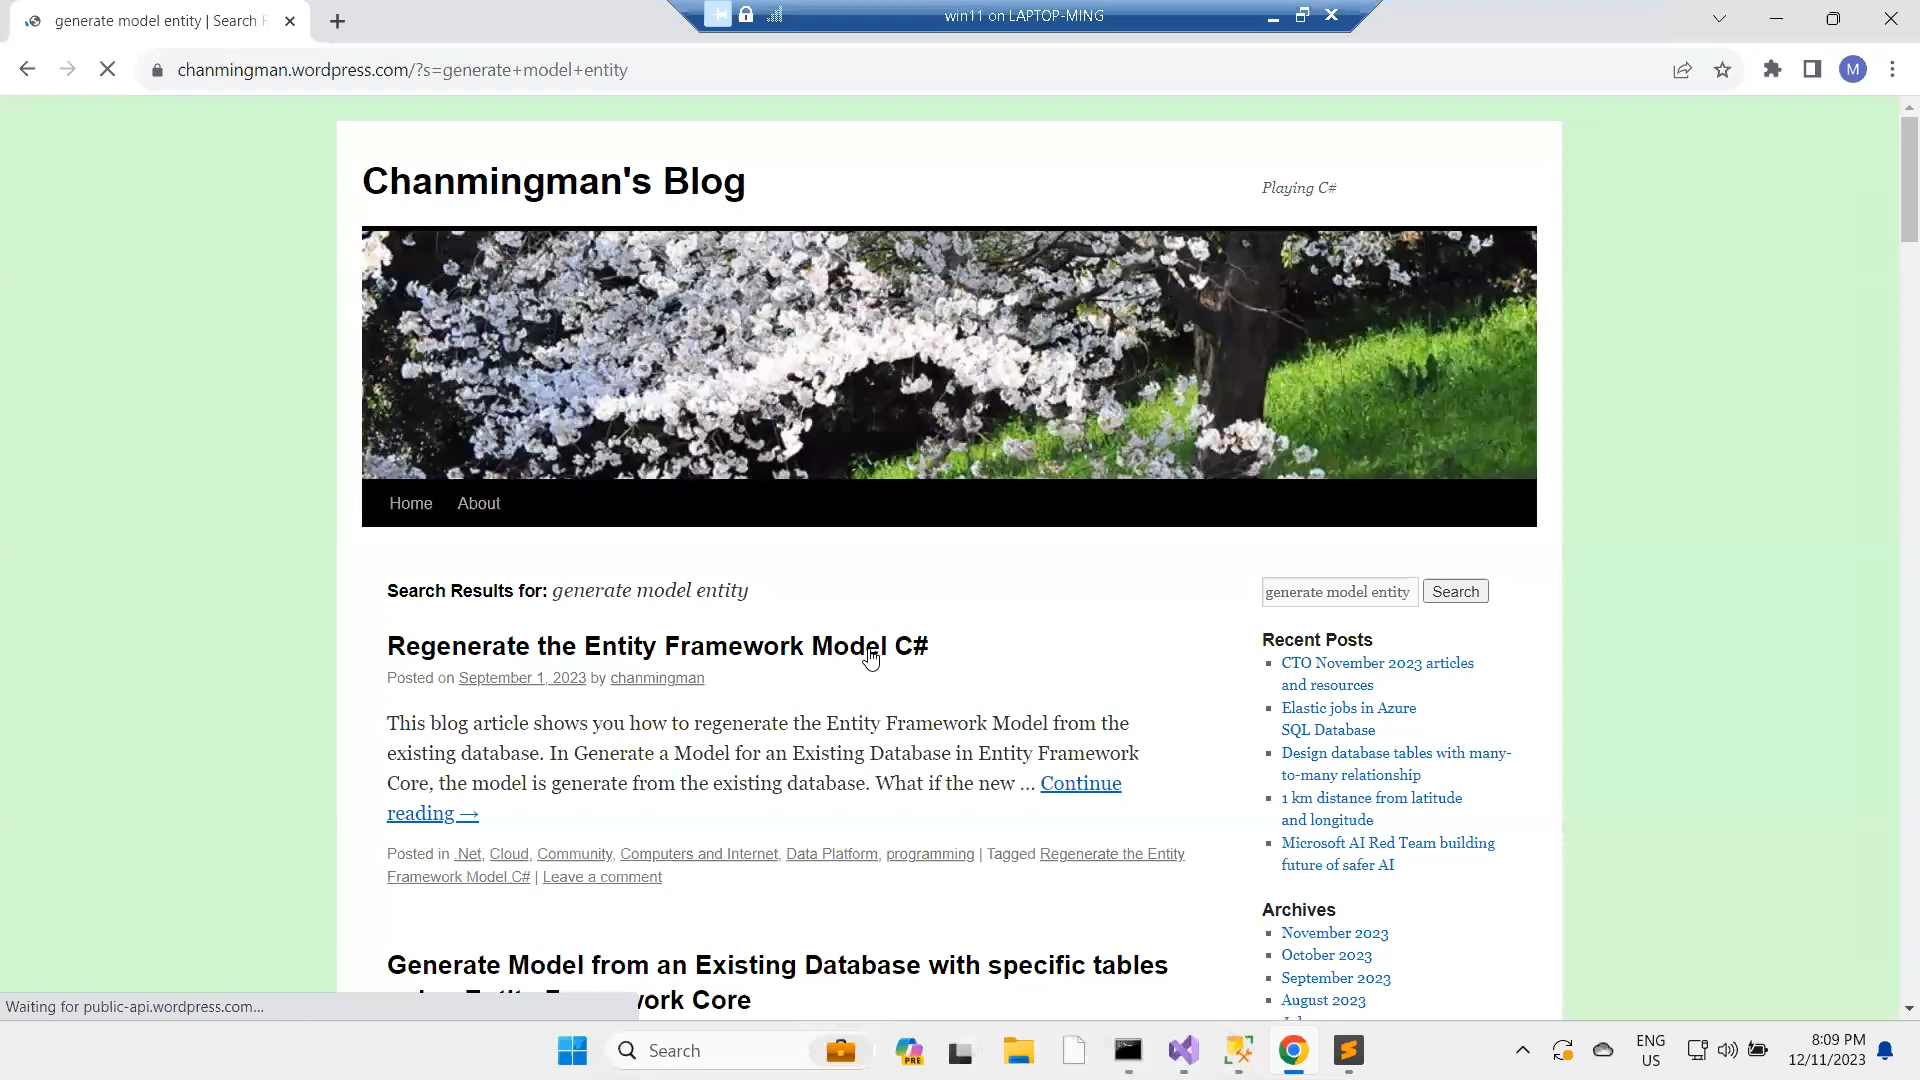 generate model entity | Search R
win11 on LAPTOP-MING
chanmingman.wordpress.com/?s=generate+model+entity
M
Chanmingman's Blog
Playing C#
Home About
Search Results for: generate model entity
generate model entity Search
Regenerate the Entity Framework Model C#
Posted on September 1, 2023 by chanmingman
This blog article shows you how to regenerate the Entity Framework Model from the
existing database. In Generate a Model for an Existing Database in Entity Framework
Core, the model is generate from the existing database. What if the new … Continue
reading →
Posted in .Net, Cloud, Community, Computers and Internet, Data Platform, programming | Tagged Regenerate the Entity
Framework Model C# | Leave a comment
Generate Model from an Existing Database with specific tables
Core
Recent Posts
CTO November 2023 articles
and resources
Elastic jobs in Azure
SQL Database
Design database tables with many-
to-many relationship
1 km distance from latitude
and longitude
Microsoft AI Red Team building
future of safer AI
Archives
November 2023
October 2023
September 2023
August 2023
Waiting for public-api.wordpress.com...
Search
PRE
ENG
US
8:09 PM
12/11/2023